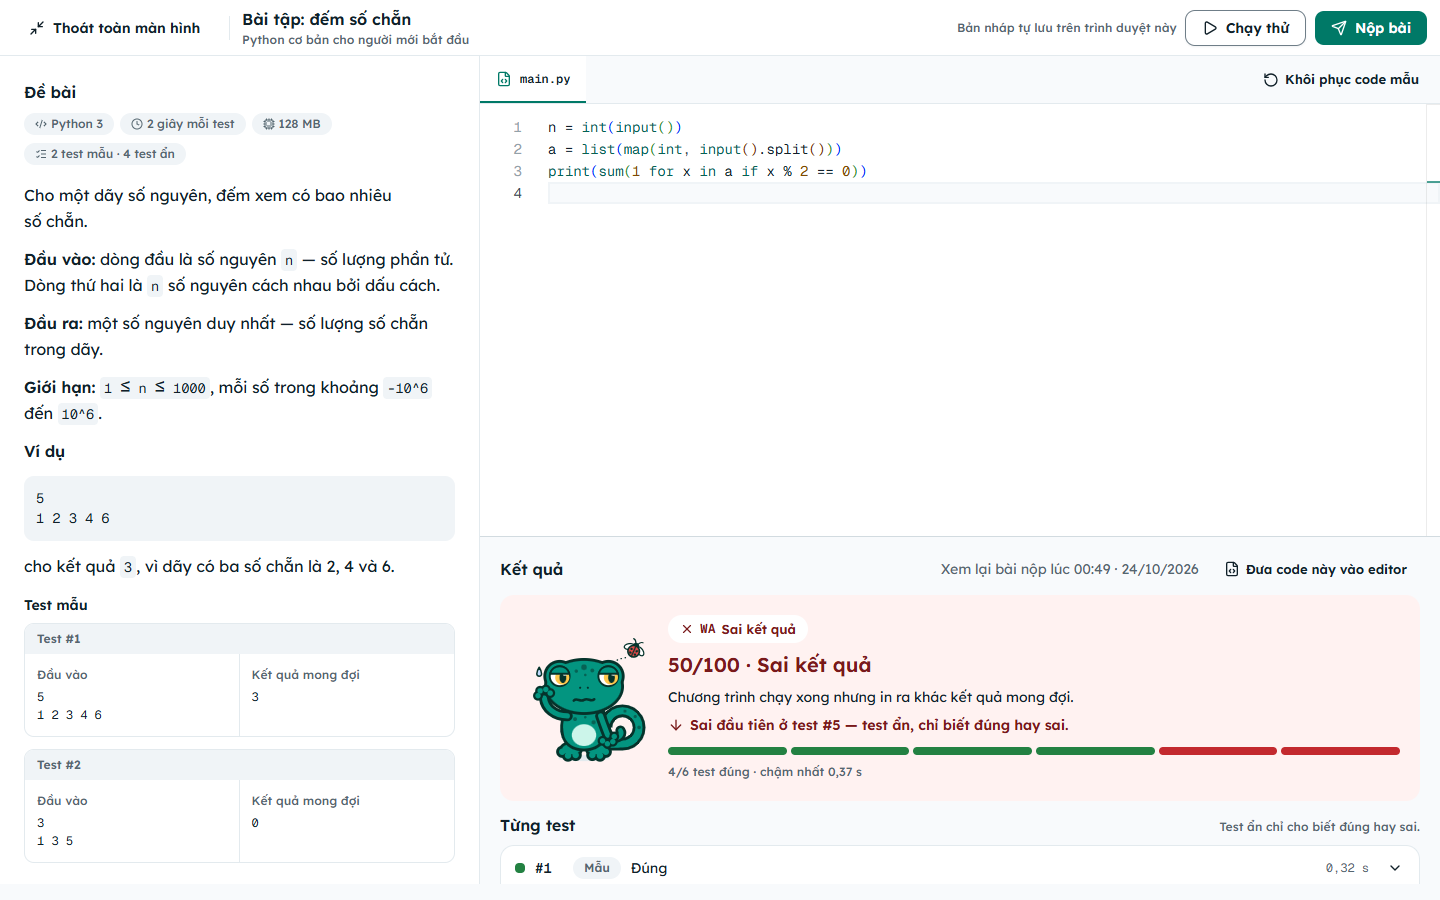 Thoát toàn màn hình
Bài tập: đếm số chẵn
Python cơ bản cho người mới bắt đầu
Bản nháp tự lưu trên trình duyệt này
Chạy thử
Nộp bài
Đề bài
Python 3
2 giây mỗi test
128 MB
2 test mẫu · 4 test ẩn
Cho một dãy số nguyên, đếm xem có bao nhiêu
số chẵn.
Đầu vào: dòng đầu là số nguyên n — số lượng phần tử.
Dòng thứ hai là n số nguyên cách nhau bởi dấu cách.
Đầu ra: một số nguyên duy nhất — số lượng số chẵn
trong dãy.
Giới hạn: 1 ≤ n ≤ 1000, mỗi số trong khoảng -10^6
đến 10^6.
Ví dụ
5
1 2 3 4 6
cho kết quả 3, vì dãy có ba số chẵn là 2, 4 và 6.
Test mẫu
Test #1
Đầu vào
5
1 2 3 4 6
Kết quả mong đợi
3
Test #2
Đầu vào
3
1 3 5
Kết quả mong đợi
0
main.py
Khôi phục code mẫu
1 n = int(input())
2 a = list(map(int, input().split()))
3 print(sum(1 for x in a if x % 2 == 0))
4
Kết quả
Xem lại bài nộp lúc 00:49 · 24/10/2026
Đưa code này vào editor
WA Sai kết quả
50/100 · Sai kết quả
Chương trình chạy xong nhưng in ra khác kết quả mong đợi.
Sai đầu tiên ở test #5 — test ẩn, chỉ biết đúng hay sai.
4/6 test đúng · chậm nhất 0,37 s
Từng test
Test ẩn chỉ cho biết đúng hay sai.
#1 Mẫu Đúng 0,32 s